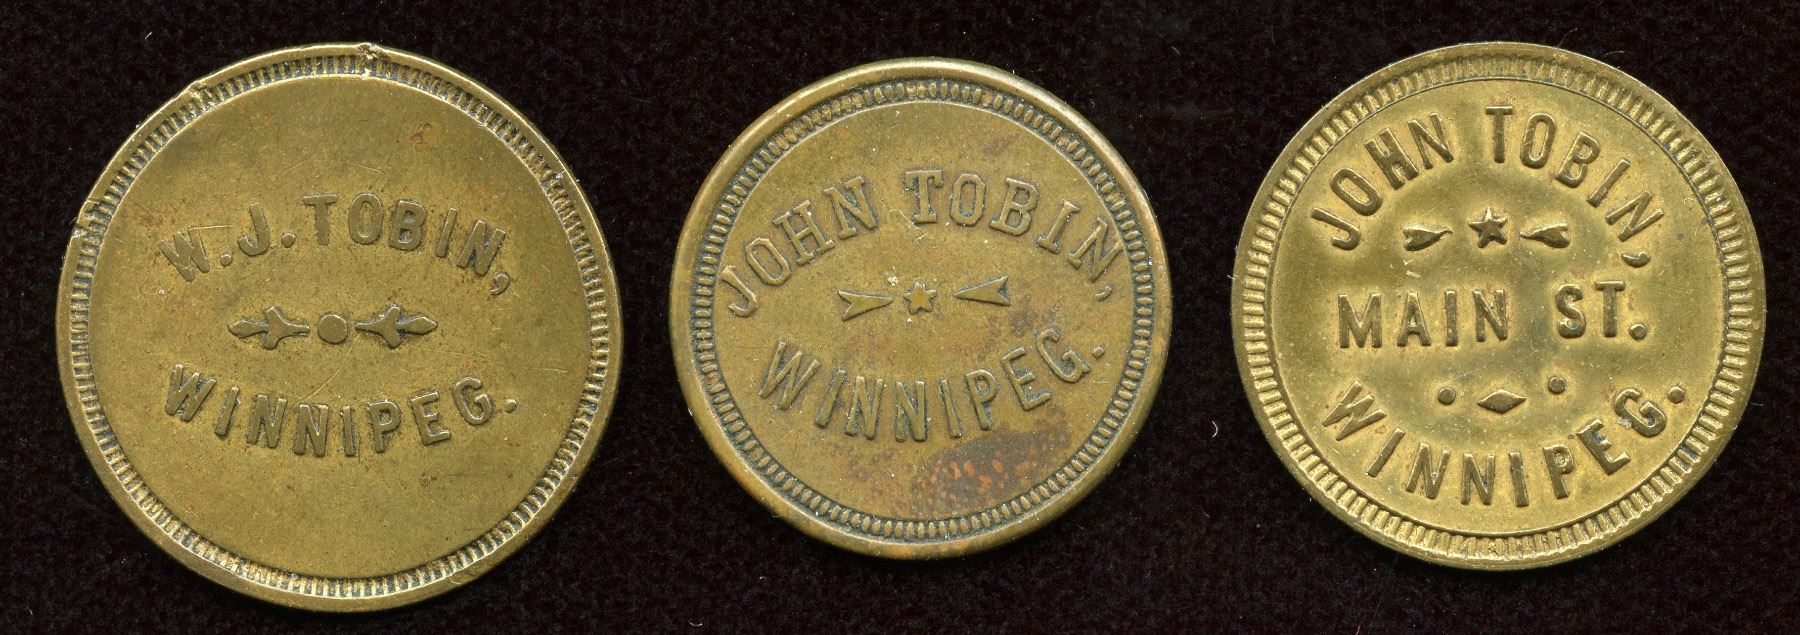 W.J. TOBIN,
WINNIPEG.
JOHN TOBIN,
WINNIPEG.
JOHN TOBIN,
MAIN ST.
WINNIPEG.